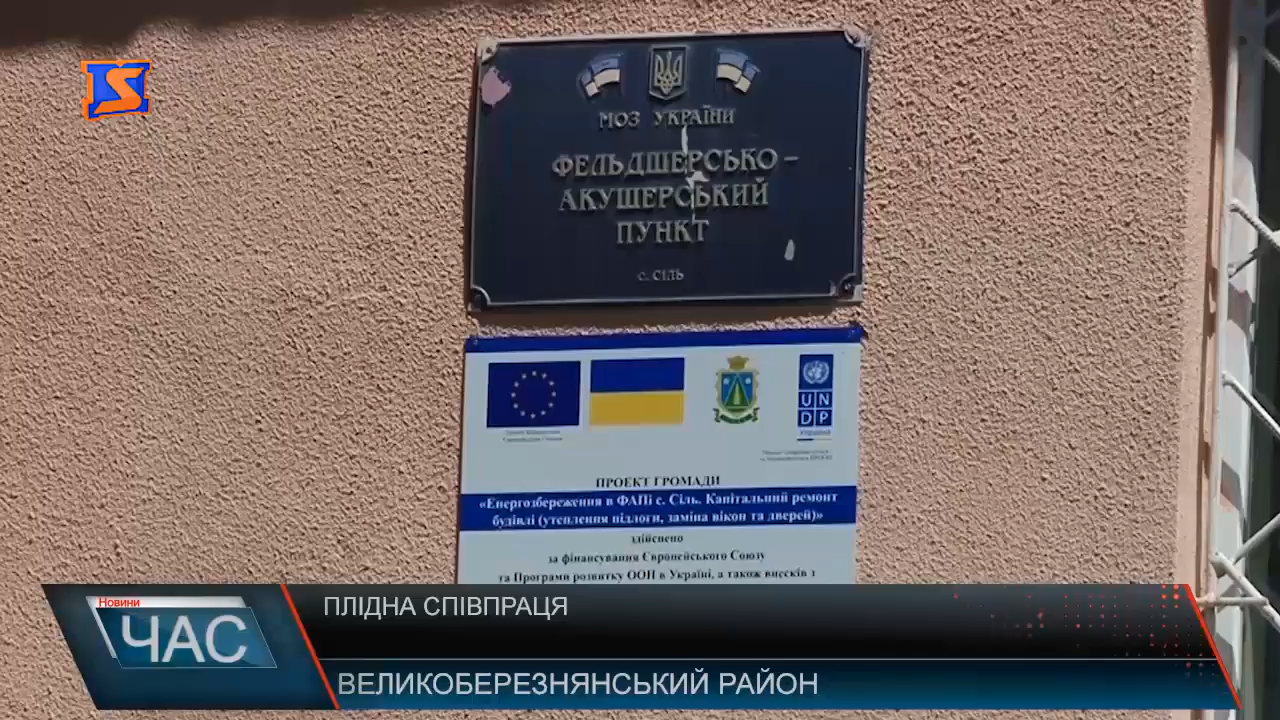 МОЗ УКРАЇНИ
ФЕЛЬДШЕРСЬКО –
АКУШЕРСЬКИЙ
ПУНКТ
с. СІЛЬ
UN
DP
ПРОЕКТ ГРОМАДИ
«Енергозбереження в ФАПі с. Сіль. Капітальний ремонт
будівлі (утеплення підлоги, заміна вікон та дверей)»
здійснено
за фінансування Європейського Союзу
та Програми розвитку ООН в Україні, а також внесків з
Новини
ЧАС
ПЛІДНА СПІВПРАЦЯ
ВЕЛИКОБЕРЕЗНЯНСЬКИЙ РАЙОН